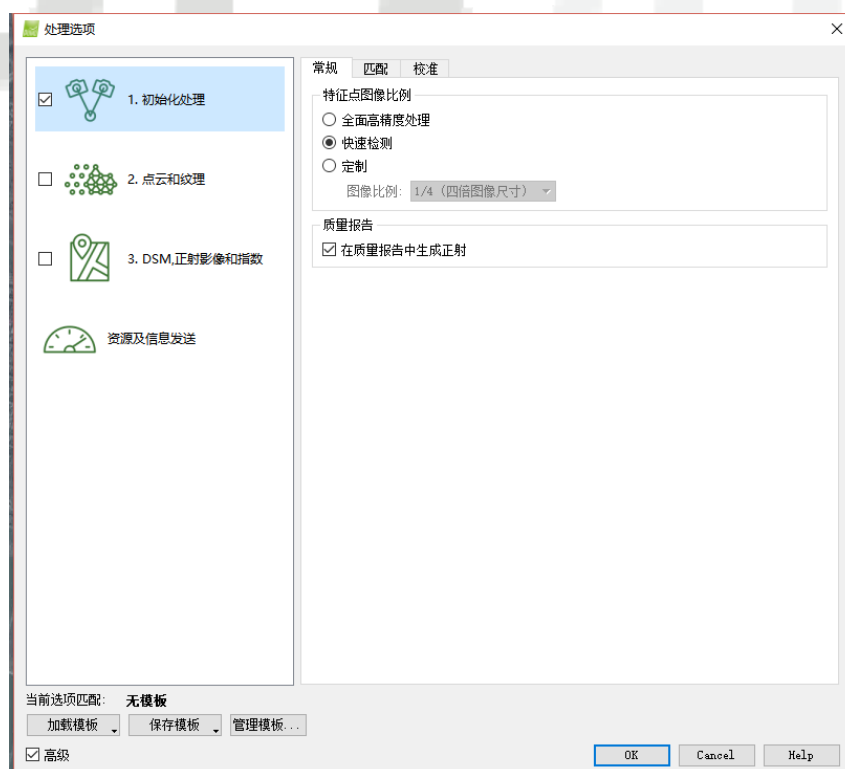 处理选项
1. 初始化处理
2. 点云和纹理
3. DSM,正射影像和指数
资源及信息发送
常规 匹配 校准
特征点图像比例
全面高精度处理
快速检测
定制
图像比例: 1/4 (四倍图像尺寸)
质量报告
在质量报告中生成正射
当前选项匹配: 无模板
加载模板 保存模板 管理模板...
高级
OK Cancel Help